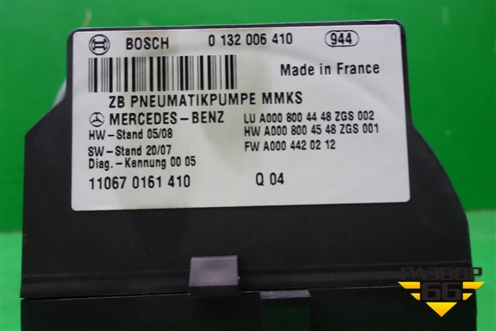 BOSCH 0 132 006 410 944
Made in France
ZB PNEUMATIKPUMPE MMKS
MERCEDES-BENZ LU A000 800 44 48 ZGS 002
HW-Stand 05/08 HW A000 800 45 48 ZGS 001
SW-Stand 20/07 FW A000 442 02 12
Diag.-Kennung 00 05
11067 0161 410 Q 04
РАЗБОР
66